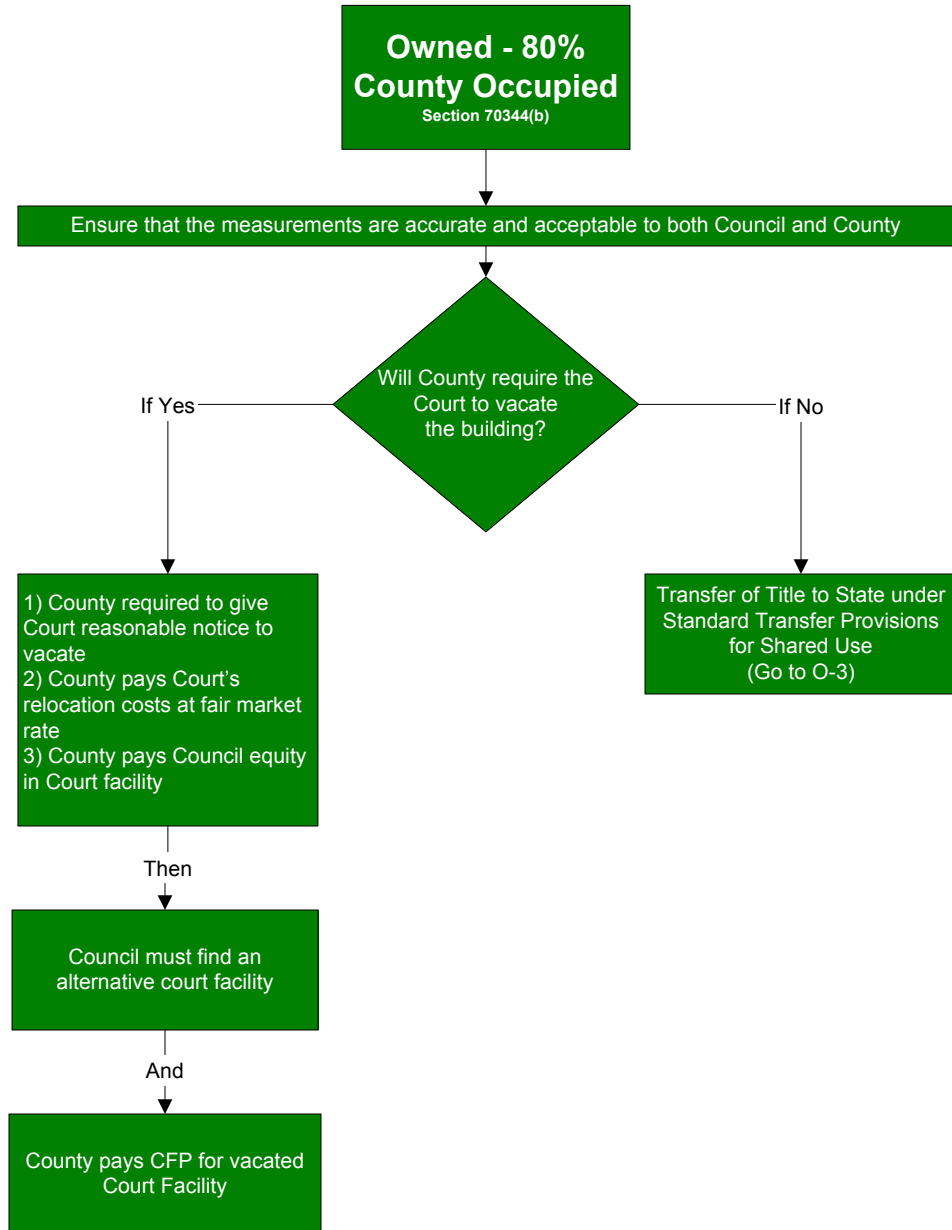 Owned - 80%
County Occupied
Section 70344(b)
Ensure that the measurements are accurate and acceptable to both Council and County
Will County require the
Court to vacate
the building?
If Yes
If No
1) County required to give
Court reasonable notice to
vacate
2) County pays Court’s
relocation costs at fair market
rate
3) County pays Council equity
in Court facility
Transfer of Title to State under
Standard Transfer Provisions
for Shared Use
(Go to O-3)
Then
Council must find an
alternative court facility
And
County pays CFP for vacated
Court Facility